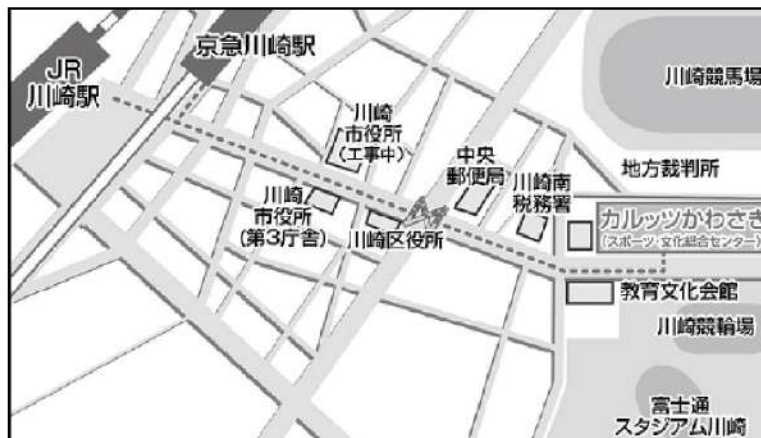 京急川崎駅
JR
川崎駅
川崎競馬場
川崎
市役所
(工事中)
中央
郵便局
川崎南
税務署
地方裁判所
川崎
市役所
(第3庁舎)
川崎区役所
カルッツかわさき
(スポーツ・文化総合センター)
教育文化会館
川崎競輪場
富士通
スタジアム川崎